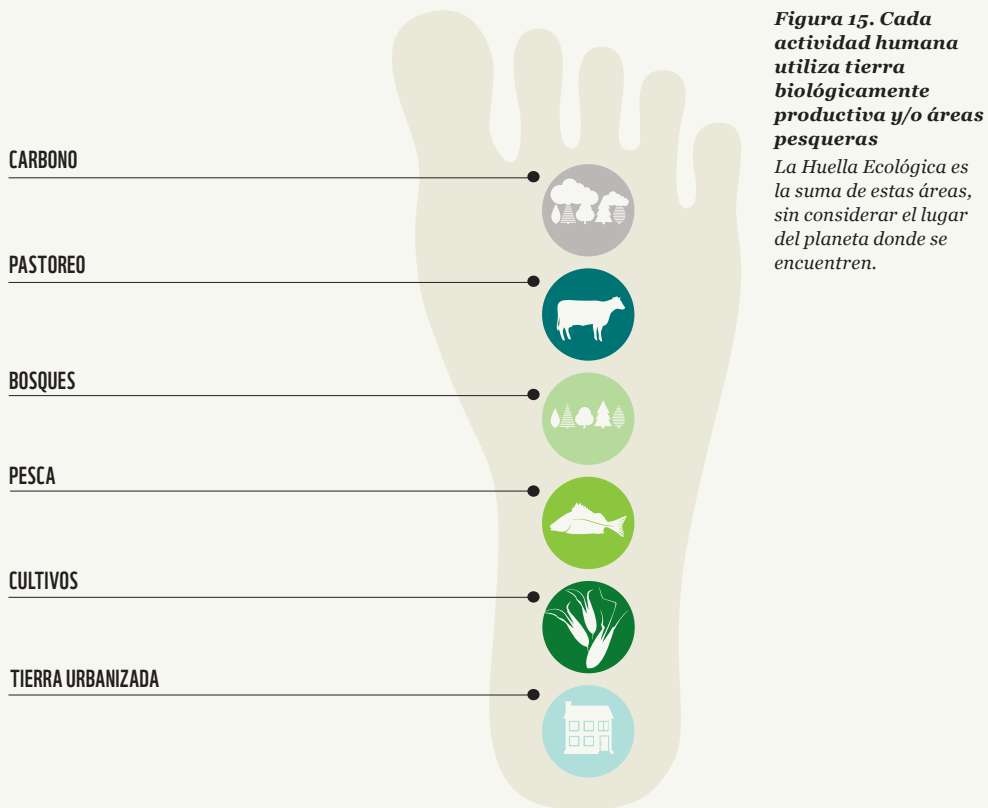 CARBONO
PASTOREO
BOSQUES
PESCA
CULTIVOS
TIERRA URBANIZADA
Figura 15. Cada
actividad humana
utiliza tierra
biológicamente
productiva y/o áreas
pesqueras
La Huella Ecológica es
la suma de estas áreas,
sin considerar el lugar
del planeta donde se
encuentren.